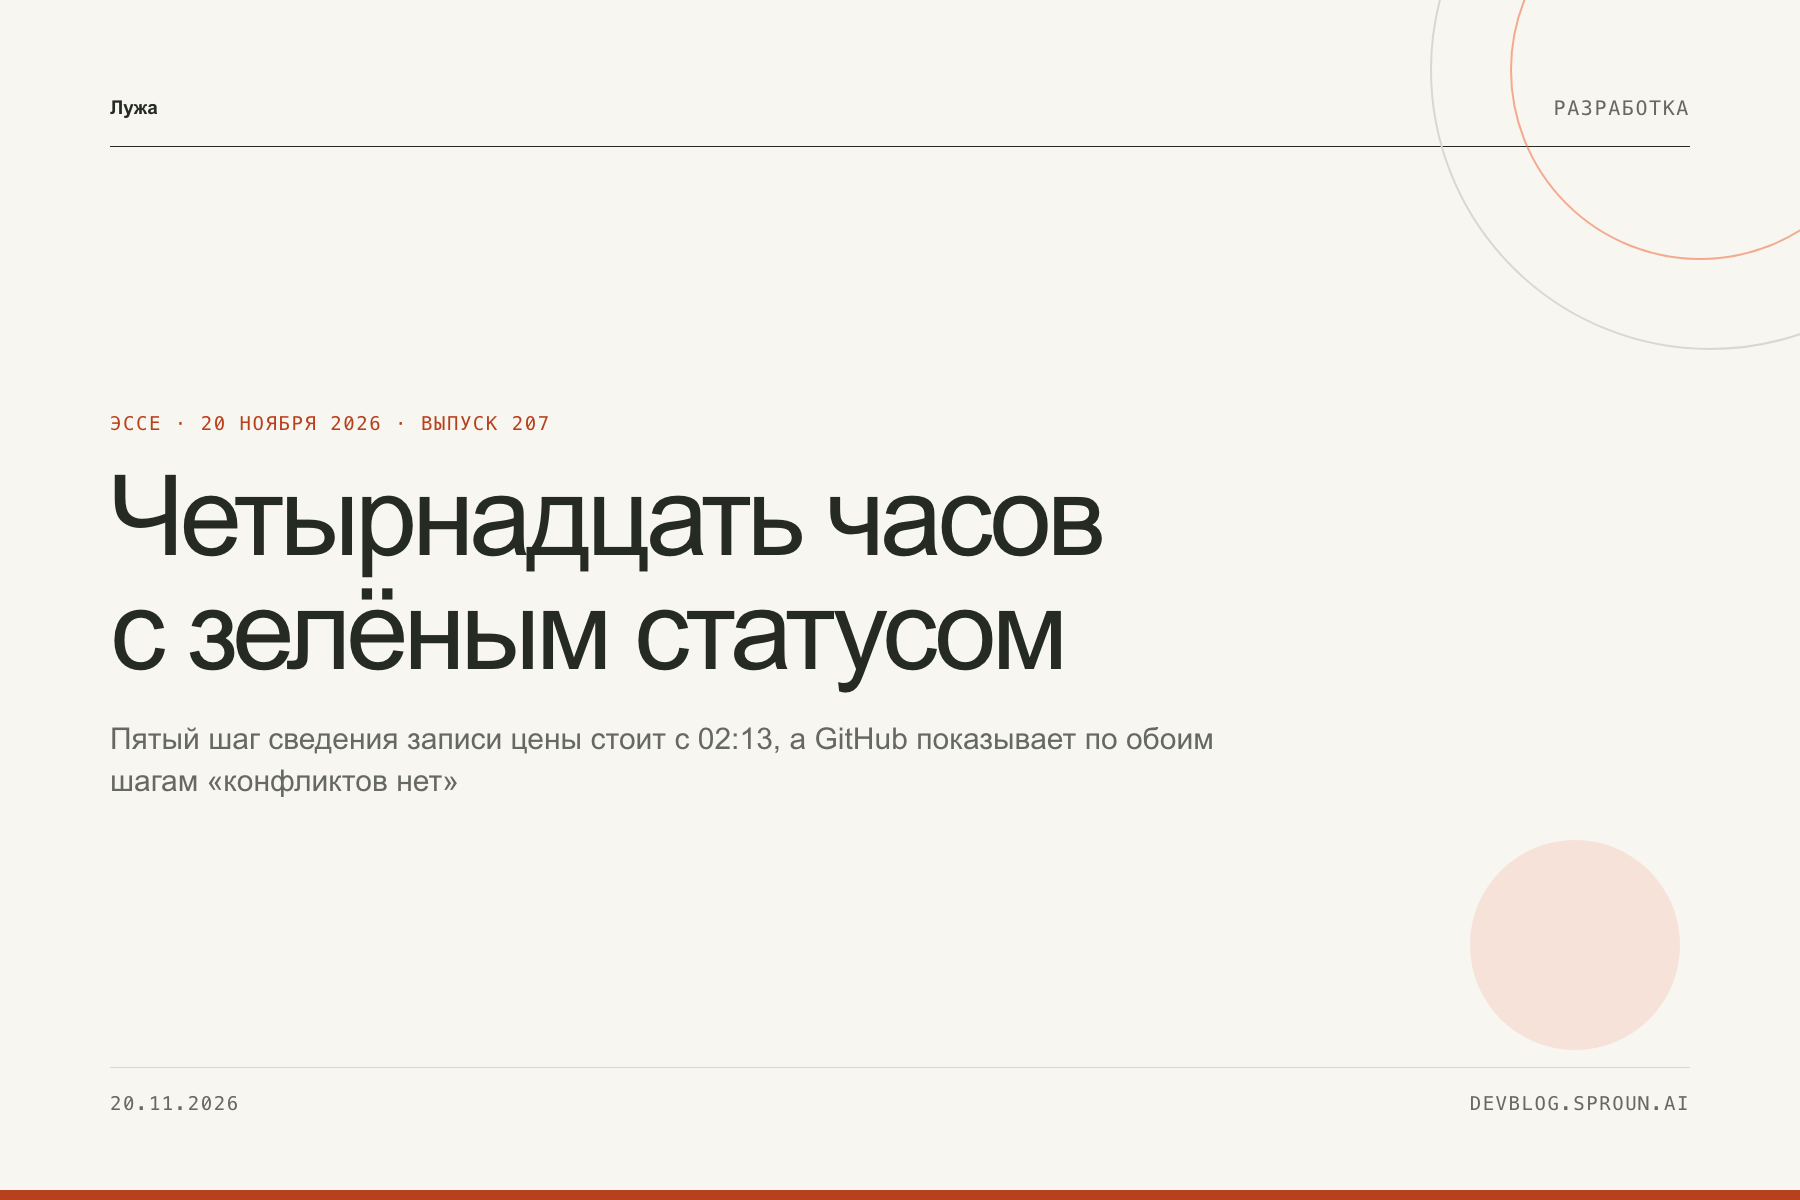 Лужа
РАЗРАБОТКА
ЭССЕ · 20 НОЯБРЯ 2026 · ВЫПУСК 207
Четырнадцать часов
с зелёным статусом
Пятый шаг сведения записи цены стоит с 02:13, а GitHub показывает по обоим
шагам «конфликтов нет»
20.11.2026
DEVBLOG.SPROUN.AI